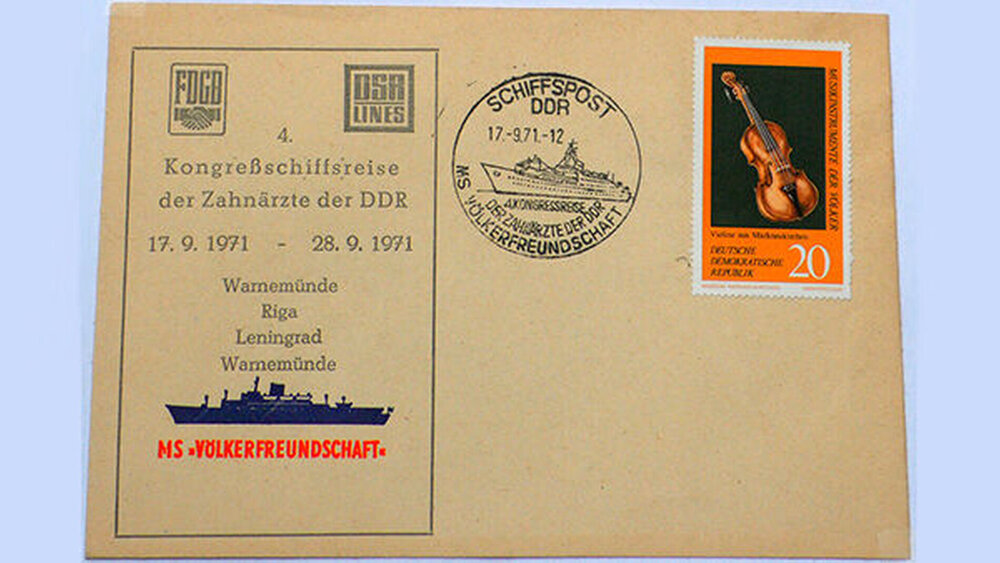 FDGB
DSR
LINES
4.
Kongreßschiffsreise
der Zahnärzte der DDR
17. 9. 1971 - 28. 9. 1971
Warnemünde
Riga
Leningrad
Warnemünde
MS »VÖLKERFREUNDSCHAFT«
SCHIFFSPOST
DDR
17.-9.71.-12
4.KONGRESSREISE
DER ZAHNÄRZTE DER DDR
MS VÖLKERFREUNDSCHAFT
MUSIKINSTRUMENTE DER VÖLKER
Violine aus Markneukirchen
DEUTSCHE
DEMOKRATISCHE
REPUBLIK
20